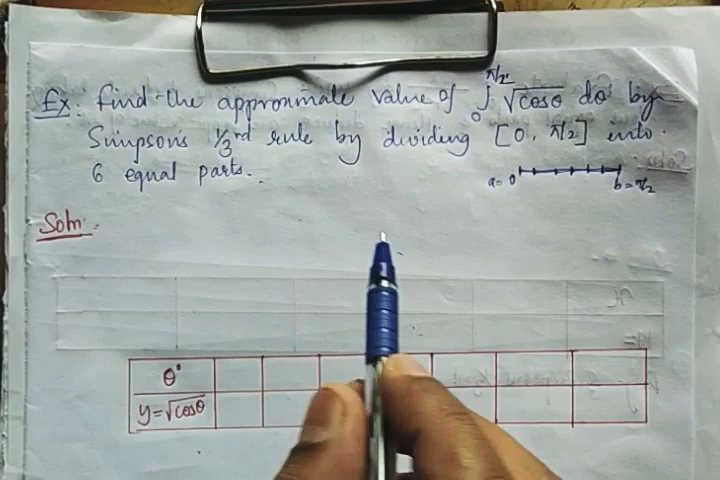 Ex: Find the approximate value of ∫₀^π/2 √cosθ dθ by
Simpson's 1/3rd rule by dividing [0, π/2] into
6 equal parts.
a = 0 b = π/2
Soln:
θ°
y = √cosθ